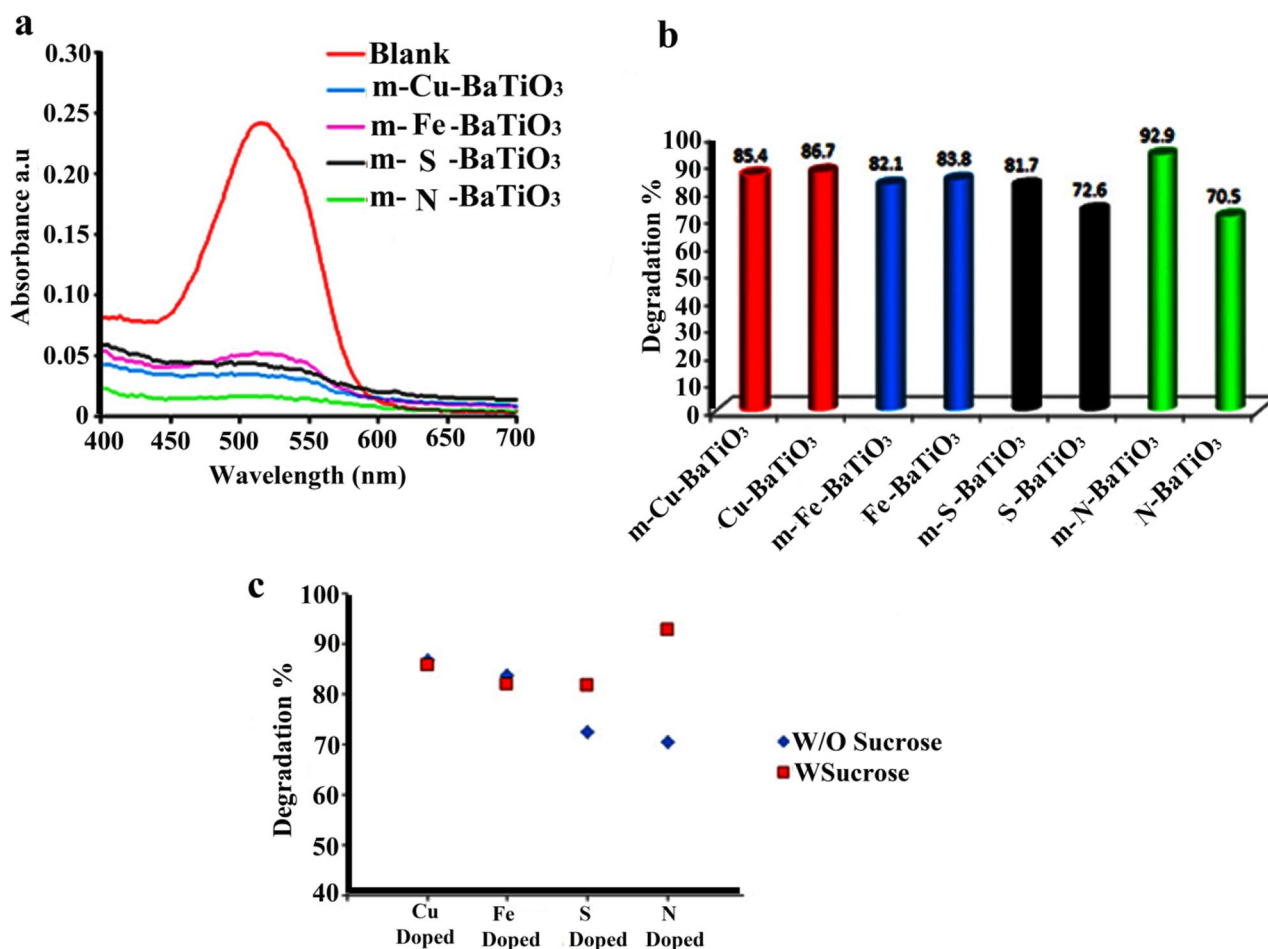 a
0.30
0.25
0.20
0.15
0.10
0.05
0
400 450 500 550 600 650 700
Absorbance a.u
Wavelength (nm)
Blank
m-Cu-BaTiO₃
m- Fe -BaTiO₃
m- S -BaTiO₃
m- N -BaTiO₃
b
100
90
80
70
60
50
40
30
20
10
0
Degradation %
85.4 86.7 82.1 83.8 81.7 72.6 92.9 70.5
m-Cu-BaTiO₃
Cu-BaTiO₃
m-Fe-BaTiO₃
Fe-BaTiO₃
m- S -BaTiO₃
S-BaTiO₃
m-N-BaTiO₃
N-BaTiO₃
c
100
90
80
70
60
50
40
Degradation %
Cu Fe S N
Doped Doped Doped Doped
W/O Sucrose
WSucrose